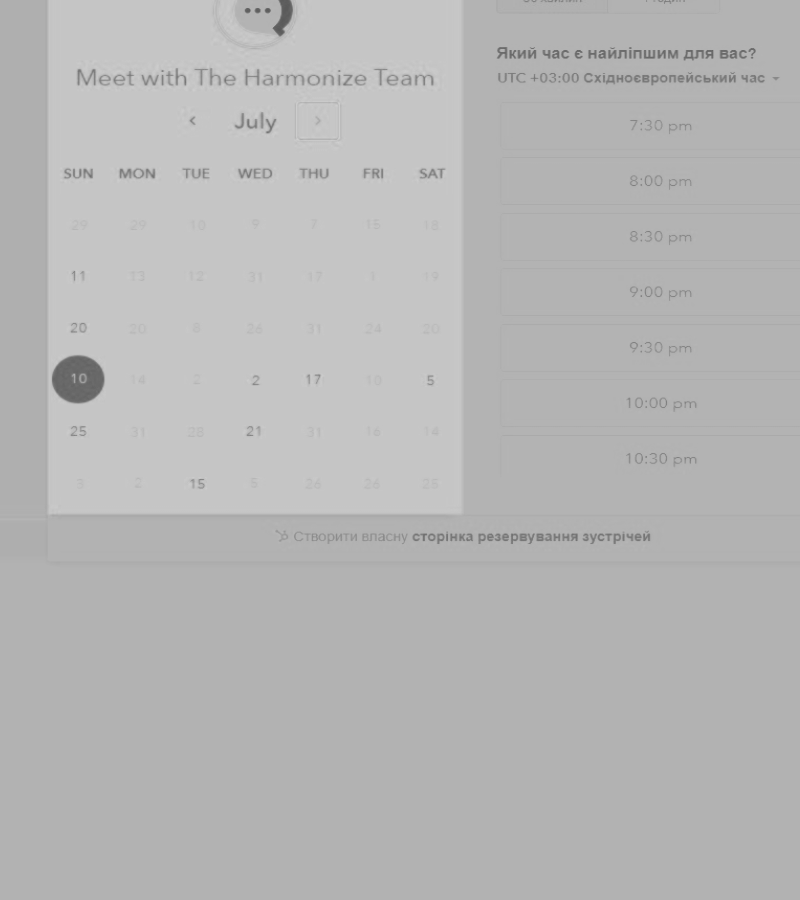 Meet with The Harmonize Team
July
SUN MON TUE WED THU FRI SAT
29 29 10 9 7 15 18
11 13 12 31 17 19
20 20 8 26 31 24 20
10 14 2 2 17 10 5
25 31 28 21 31 16 14
3 2 15 5 26 26 25
Який час є найліпшим для вас?
UTC +03:00 Східноєвропейський час
7:30 pm
8:00 pm
8:30 pm
9:00 pm
9:30 pm
10:00 pm
10:30 pm
Створити власну сторінка резервування зустрічей